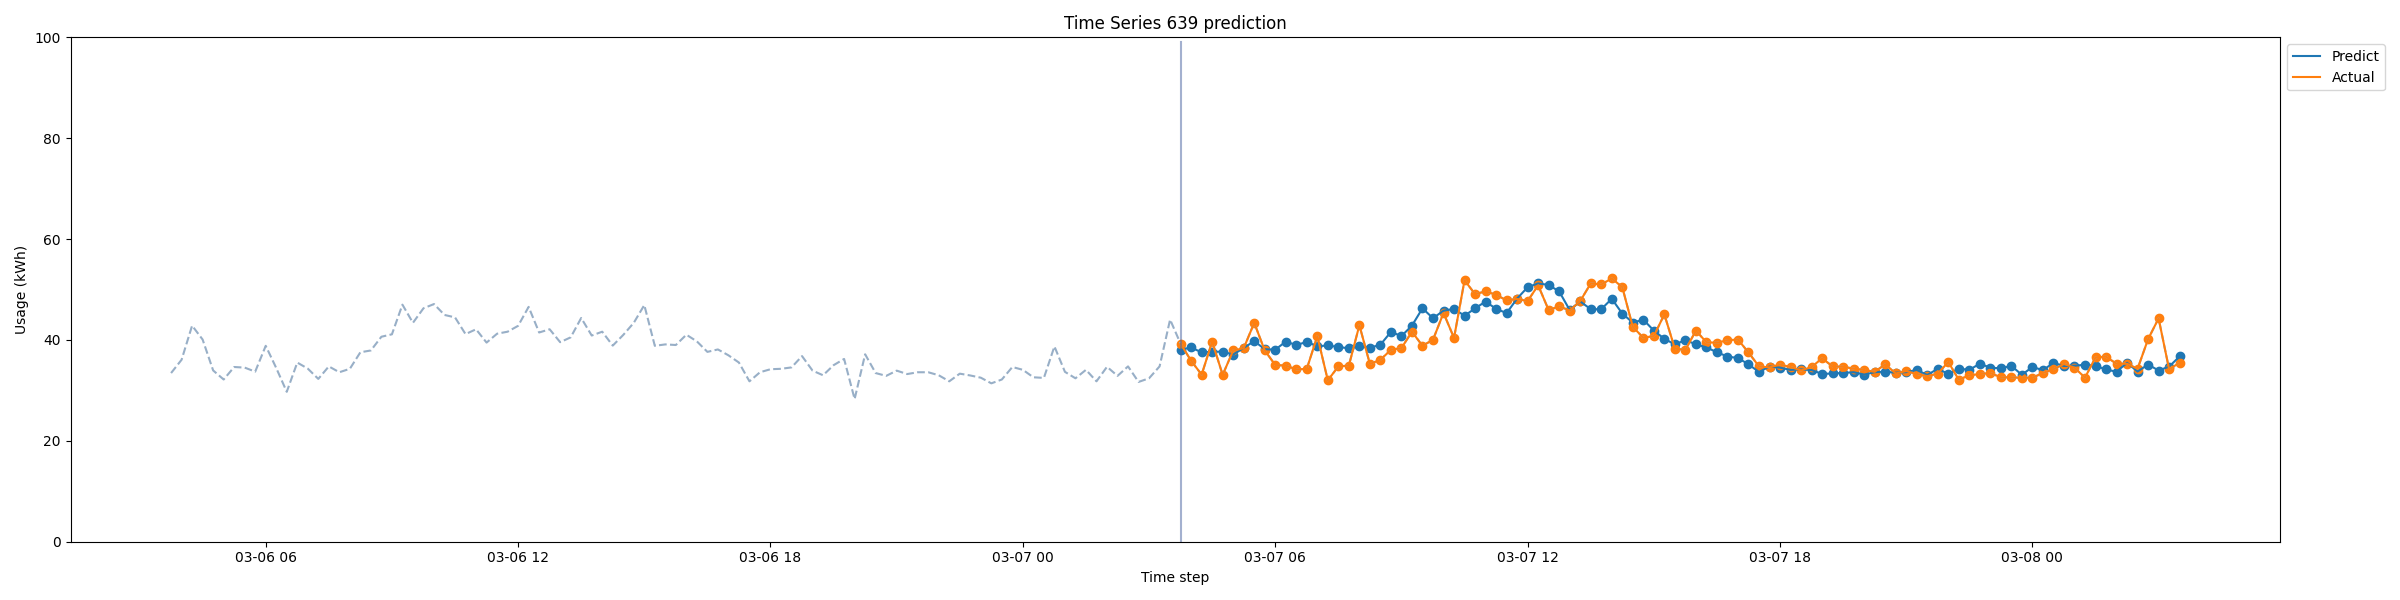 Time Series 639 prediction
100
80
60
40
20
0
Usage (kWh)
03-06 06
03-06 12
03-06 18
03-07 00
03-07 06
03-07 12
03-07 18
03-08 00
Time step
Predict
Actual